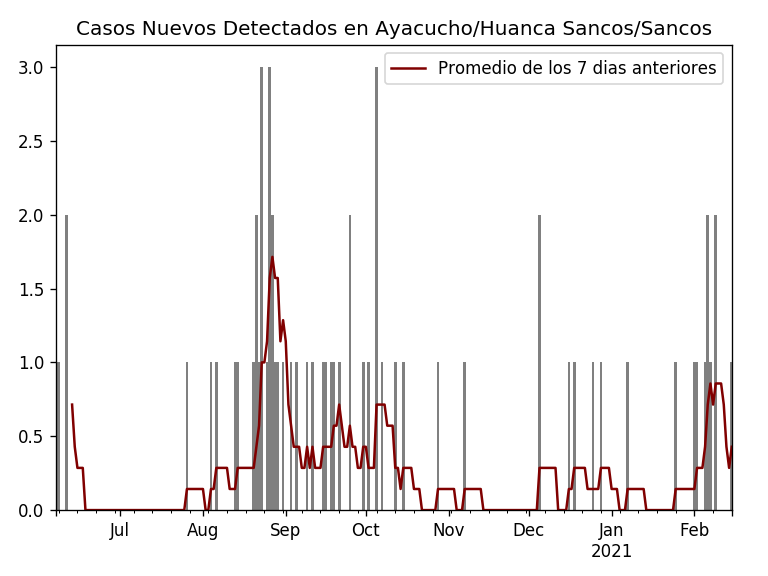 Casos Nuevos Detectados en Ayacucho/Huanca Sancos/Sancos
Promedio de los 7 dias anteriores
3.0
2.5
2.0
1.5
1.0
0.5
0.0
Jul Aug Sep Oct Nov Dec Jan Feb
2021